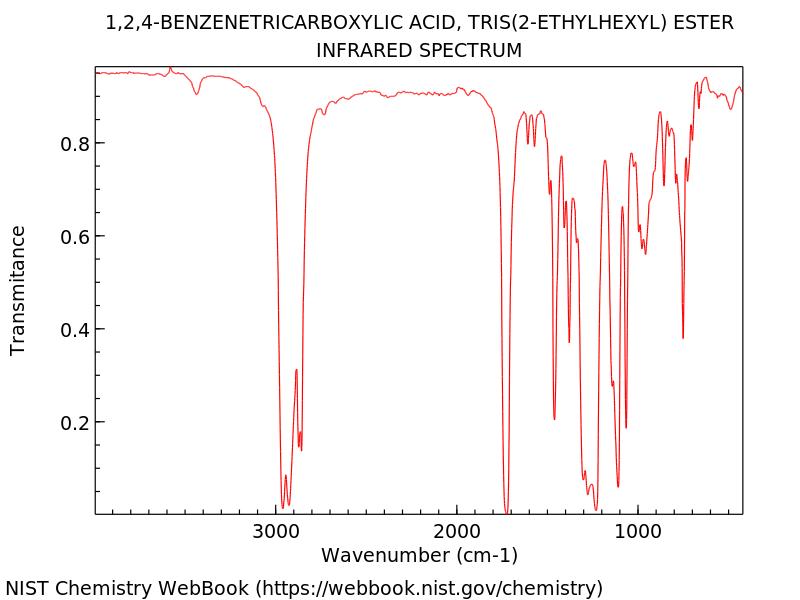 1,2,4-BENZENETRICARBOXYLIC ACID, TRIS(2-ETHYLHEXYL) ESTER
INFRARED SPECTRUM
0.8
0.6
0.4
0.2
Transmitance
3000 2000 1000
Wavenumber (cm-1)
NIST Chemistry WebBook (https://webbook.nist.gov/chemistry)